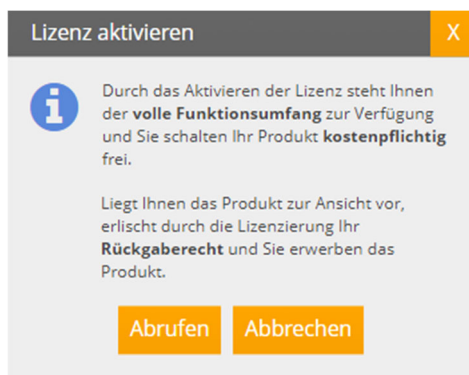 Lizenz aktivieren X
Durch das Aktivieren der Lizenz steht Ihnen
der volle Funktionsumfang zur Verfügung
und Sie schalten Ihr Produkt kostenpflichtig
frei.
Liegt Ihnen das Produkt zur Ansicht vor,
erlischt durch die Lizenzierung Ihr
Rückgaberecht und Sie erwerben das
Produkt.
Abrufen Abbrechen